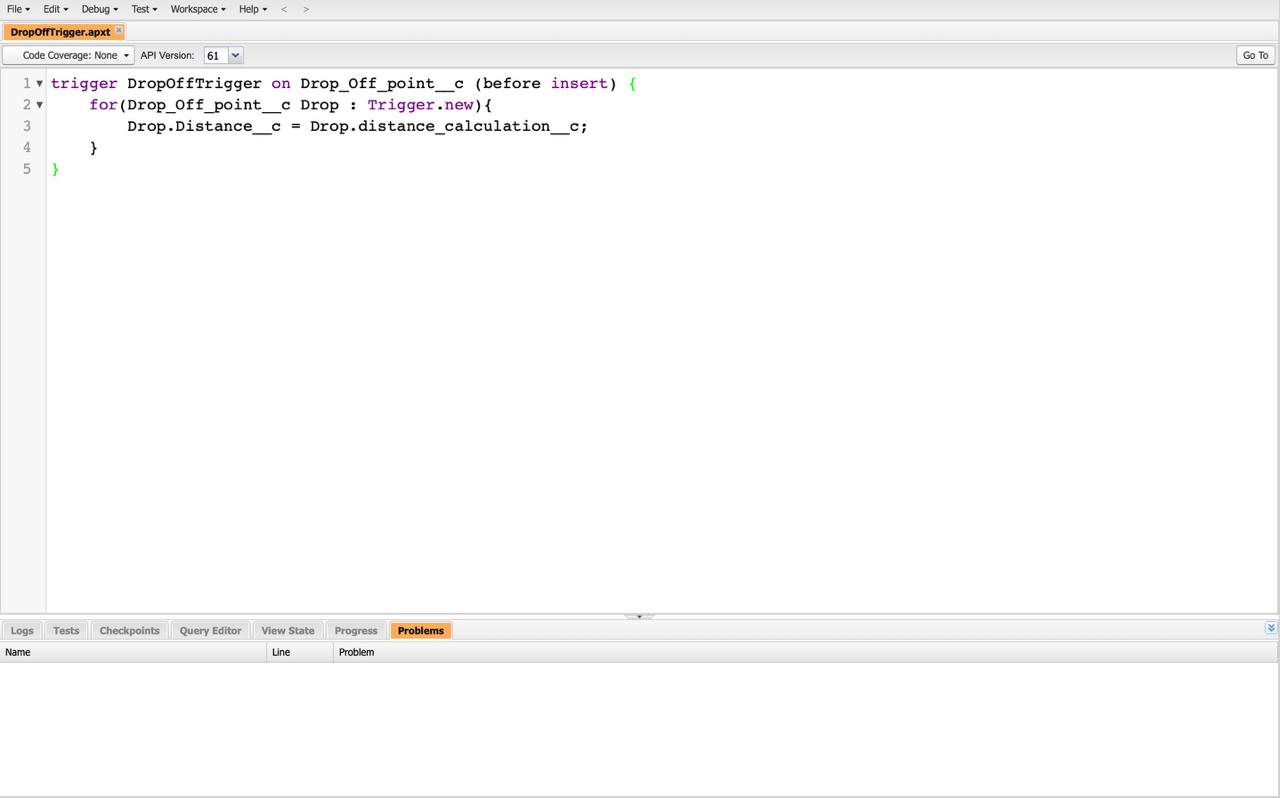 File Edit Debug Test Workspace Help < >
DropOffTrigger.apxt
Code Coverage: None API Version: 61 Go To
1 trigger DropOffTrigger on Drop_Off_point__c (before insert) {
2 for(Drop_Off_point__c Drop : Trigger.new){
3 Drop.Distance__c = Drop.distance_calculation__c;
4 }
5 }
Logs Tests Checkpoints Query Editor View State Progress Problems
Name Line Problem